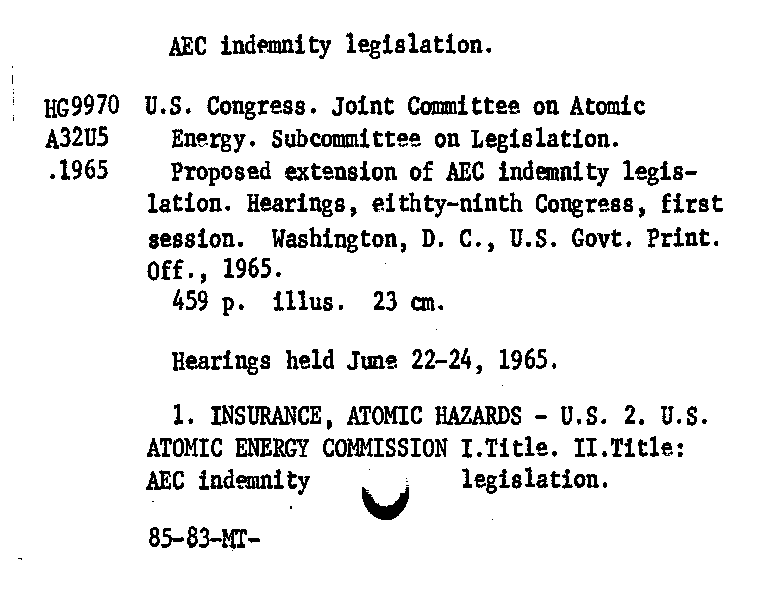 AEC indemnity legislation.
HG9970 U.S. Congress. Joint Committee on Atomic
A32U5 Energy. Subcommittee on Legislation.
.1965 Proposed extension of AEC indemnity legis-
lation. Hearings, eithty-ninth Congress, first
session. Washington, D. C., U.S. Govt. Print.
Off., 1965.
459 p. illus. 23 cm.
Hearings held June 22-24, 1965.
1. INSURANCE, ATOMIC HAZARDS - U.S. 2. U.S.
ATOMIC ENERGY COMMISSION I.Title. II.Title:
AEC indemnity legislation.
85-83-MT-